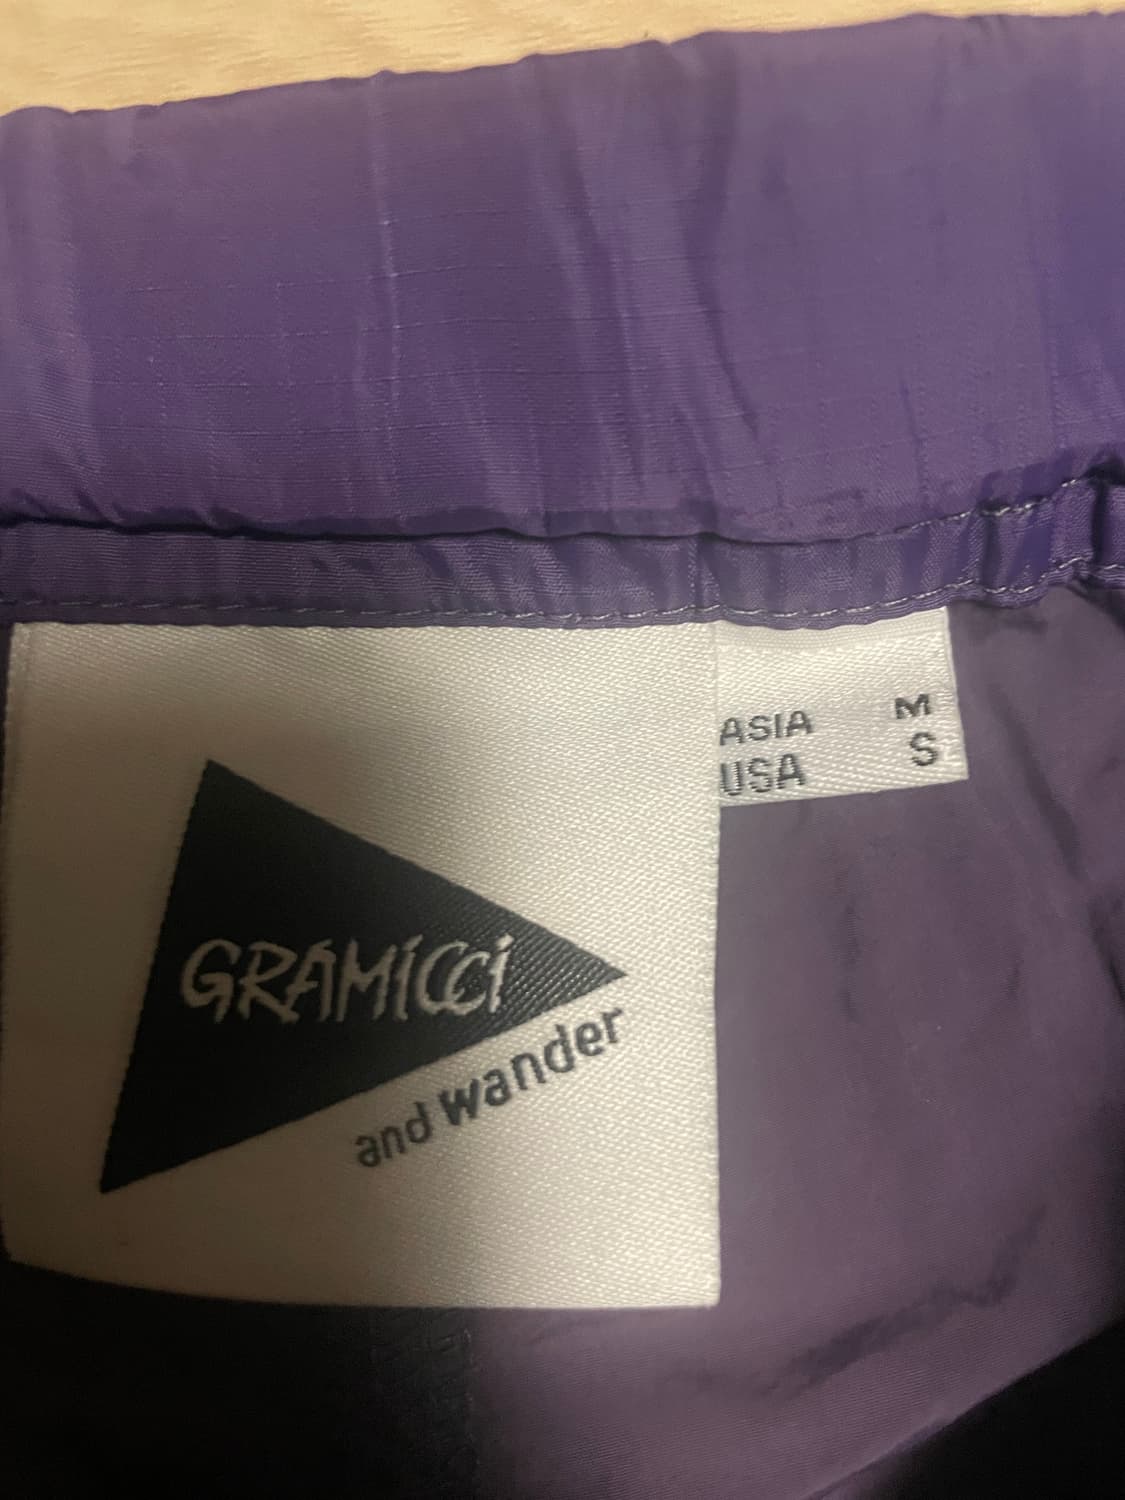 GRAMICCI
and wander
ASIA M
USA S